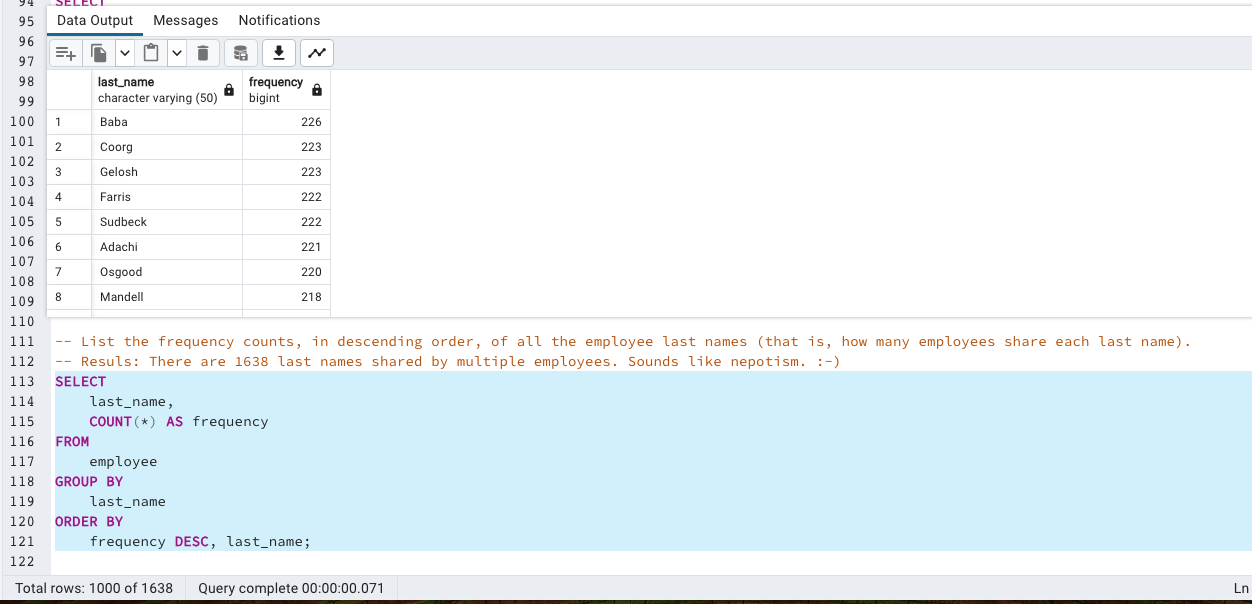 94 SELECT
95 Data Output Messages Notifications
96
97
98 last_name frequency
99 character varying (50) bigint
100 1 Baba 226
101 2 Coorg 223
102
103 3 Gelosh 223
104 4 Farris 222
105 5 Sudbeck 222
106 6 Adachi 221
107
108 7 Osgood 220
109 8 Mandell 218
110
111 -- List the frequency counts, in descending order, of all the employee last names (that is, how many employees share each last name).
112 -- Resuls: There are 1638 last names shared by multiple employees. Sounds like nepotism. :-)
113 SELECT
114 last_name,
115 COUNT(*) AS frequency
116 FROM
117 employee
118 GROUP BY
119 last_name
120 ORDER BY
121 frequency DESC, last_name;
122
Total rows: 1000 of 1638 Query complete 00:00:00.071 Ln